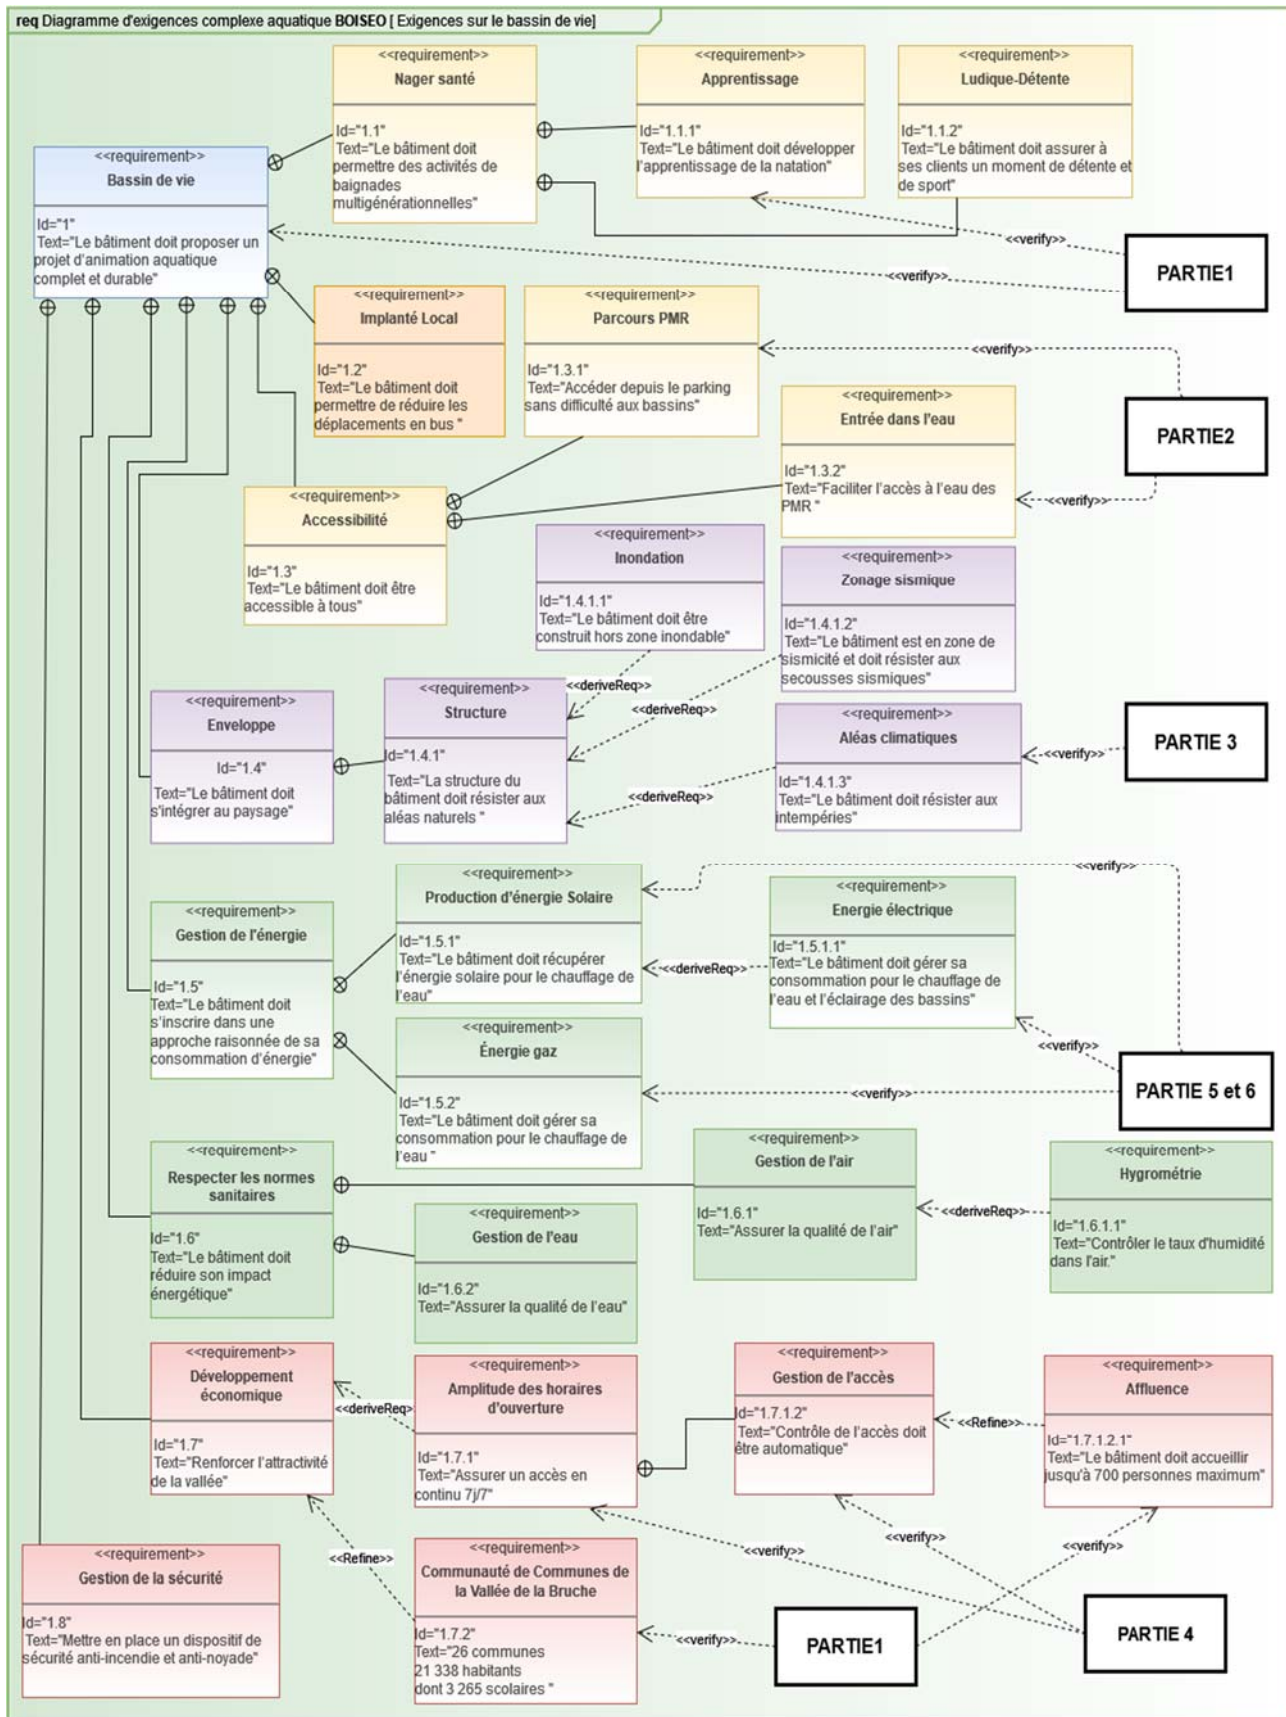 req Diagramme d'exigences complexe aquatique BOISEO [ Exigences sur le bassin de vie]
<<requirement>>
Nager santé
Id="1.1"
Text="Le bâtiment doit
permettre des activités de
baignades
multigénérationnelles"
<<requirement>>
Apprentissage
Id="1.1.1"
Text="Le bâtiment doit développer
l'apprentissage de la natation"
<<requirement>>
Ludique-Détente
Id="1.1.2"
Text="Le bâtiment doit assurer à
ses clients un moment de détente et
de sport"
<<requirement>>
Bassin de vie
Id="1"
Text="Le bâtiment doit proposer un
projet d'animation aquatique
complet et durable"
<<verify>>
<<verify>>
PARTIE1
<<requirement>>
Implanté Local
Id="1.2"
Text="Le bâtiment doit
permettre de réduire les
déplacements en bus "
<<requirement>>
Parcours PMR
Id="1.3.1"
Text="Accéder depuis le parking
sans difficulté aux bassins"
<<verify>>
<<requirement>>
Entrée dans l'eau
Id="1.3.2"
Text="Faciliter l'accès à l'eau des
PMR "
PARTIE2
<<verify>>
<<requirement>>
Accessibilité
Id="1.3"
Text="Le bâtiment doit être
accessible à tous"
<<requirement>>
Inondation
Id="1.4.1.1"
Text="Le bâtiment doit être
construit hors zone inondable"
<<requirement>>
Zonage sismique
Id="1.4.1.2"
Text="Le bâtiment est en zone de
sismicité et doit résister aux
secousses sismiques"
<<deriveReq>>
<<deriveReq>>
<<requirement>>
Enveloppe
Id="1.4"
Text="Le bâtiment doit
s'intégrer au paysage"
<<requirement>>
Structure
Id="1.4.1"
Text="La structure du
bâtiment doit résister aux
aléas naturels "
<<deriveReq>>
<<requirement>>
Aléas climatiques
Id="1.4.1.3"
Text="Le bâtiment doit résister aux
intempéries"
<<verify>>
PARTIE 3
<<requirement>>
Gestion de l'énergie
Id="1.5"
Text="Le bâtiment doit
s'inscrire dans une
approche raisonnée de sa
consommation d'énergie"
<<requirement>>
Production d'énergie Solaire
Id="1.5.1"
Text="Le bâtiment doit récupérer
l'énergie solaire pour le chauffage de
l'eau"
<<verify>>
<<deriveReq>>
<<requirement>>
Energie électrique
Id="1.5.1.1"
Text="Le bâtiment doit gérer sa
consommation pour le chauffage de
l'eau et l'éclairage des bassins"
<<verify>>
<<requirement>>
Énergie gaz
Id="1.5.2"
Text="Le bâtiment doit gérer sa
consommation pour le chauffage de
l'eau "
<<verify>>
PARTIE 5 et 6
<<requirement>>
Respecter les normes
sanitaires
Id="1.6"
Text="Le bâtiment doit
réduire son impact
énergétique"
<<requirement>>
Gestion de l'air
Id="1.6.1"
Text="Assurer la qualité de l'air"
<<deriveReq>>
<<requirement>>
Hygrométrie
Id="1.6.1.1"
Text="Contrôler le taux d'humidité
dans l'air."
<<requirement>>
Gestion de l'eau
Id="1.6.2"
Text="Assurer la qualité de l'eau"
<<requirement>>
Développement
économique
Id="1.7"
Text="Renforcer l'attractivité
de la vallée"
<<deriveReq>
<<requirement>>
Amplitude des horaires
d'ouverture
Id="1.7.1"
Text="Assurer un accès en
continu 7j/7"
<<requirement>>
Gestion de l'accès
Id="1.7.1.2"
Text="Contrôle de l'accès doit
être automatique"
<<Refine>>
<<requirement>>
Affluence
Id="1.7.1.2.1"
Text="Le bâtiment doit accueillir
jusqu'à 700 personnes maximum"
<<requirement>>
Gestion de la sécurité
Id="1.8"
Text="Mettre en place un dispositif de
sécurité anti-incendie et anti-noyade"
<<Refine>>
<<requirement>>
Communauté de Communes de
la Vallée de la Bruche
Id="1.7.2"
Text="26 communes
21 338 habitants
dont 3 265 scolaires "
<<verify>>
<<verify>>
<<verify>>
<<verify>>
PARTIE1
PARTIE 4